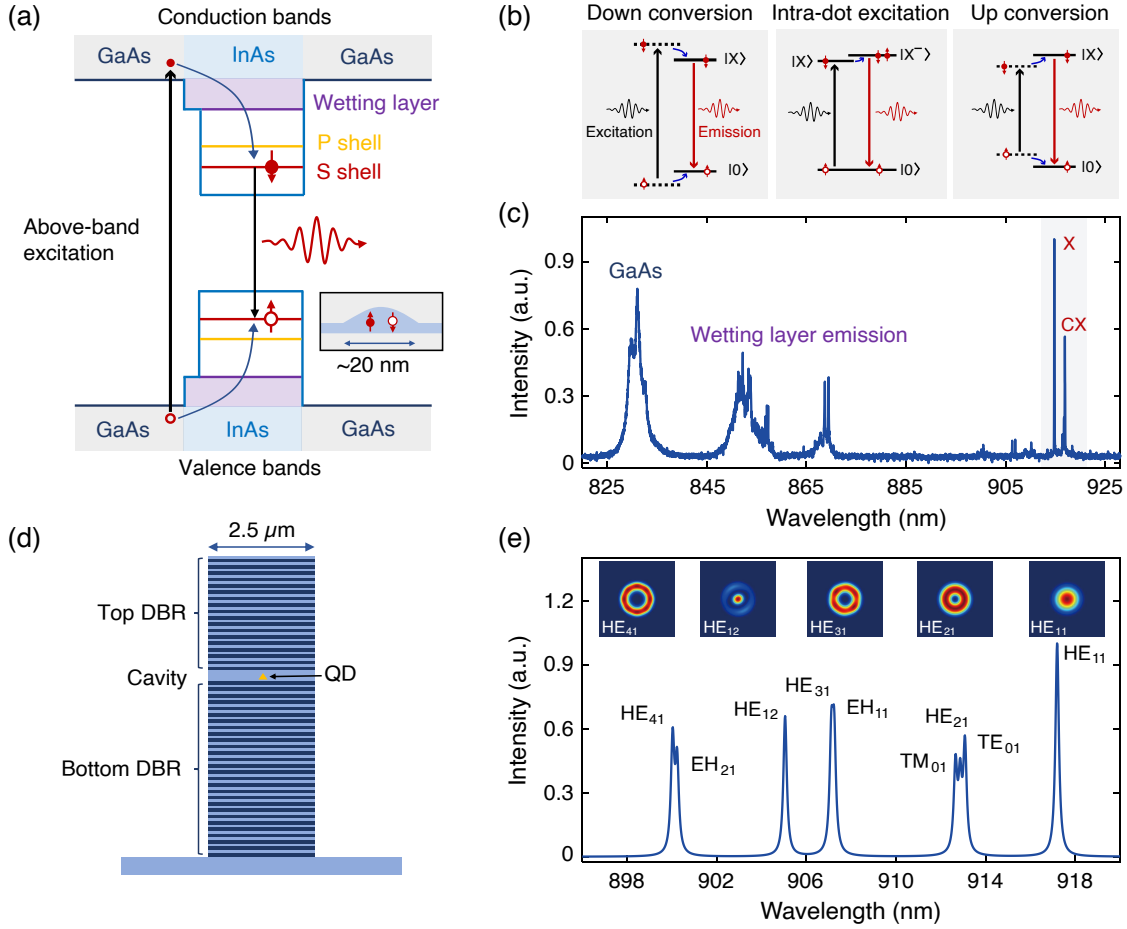 (a)
Conduction bands
GaAs
InAs
GaAs
Wetting layer
P shell
S shell
Above-band
excitation
~20 nm
GaAs
InAs
GaAs
Valence bands
(b)
Down conversion
Intra-dot excitation
Up conversion
|X⟩
Excitation
Emission
|0⟩
|X⟩
|X⁻⟩
|0⟩
|X⟩
|0⟩
(c)
Intensity (a.u.)
0.9
0.6
0.3
0
GaAs
Wetting layer emission
X
CX
825
845
865
885
905
925
Wavelength (nm)
(d)
2.5 μm
Top DBR
Cavity
QD
Bottom DBR
(e)
Intensity (a.u.)
1.2
0.9
0.6
0.3
0
HE₄₁
HE₁₂
HE₃₁
HE₂₁
HE₁₁
HE₄₁
EH₂₁
HE₁₂
HE₃₁
EH₁₁
HE₂₁
TM₀₁
TE₀₁
HE₁₁
898
902
906
910
914
918
Wavelength (nm)